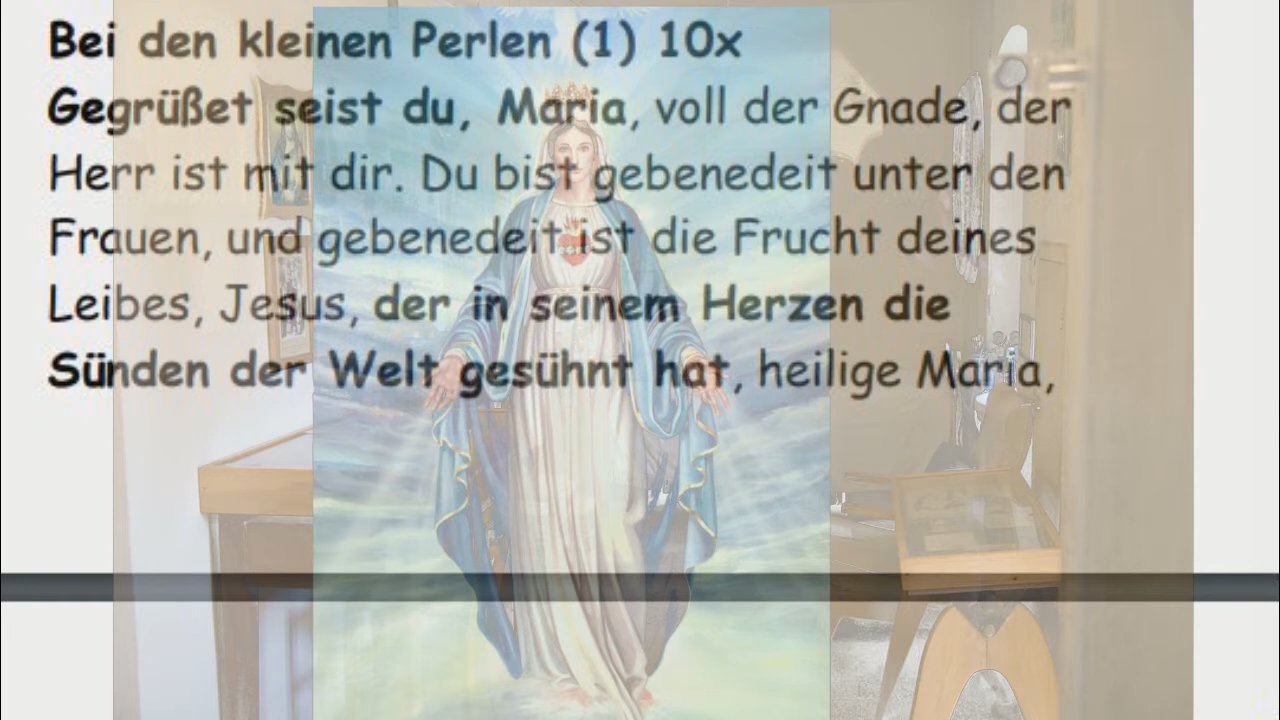 Bei den kleinen Perlen (1) 10x
Gegrüßet seist du, Maria, voll der Gnade, der
Herr ist mit dir. Du bist gebenedeit unter den
Frauen, und gebenedeit ist die Frucht deines
Leibes, Jesus, der in seinem Herzen die
Sünden der Welt gesühnt hat, heilige Maria,